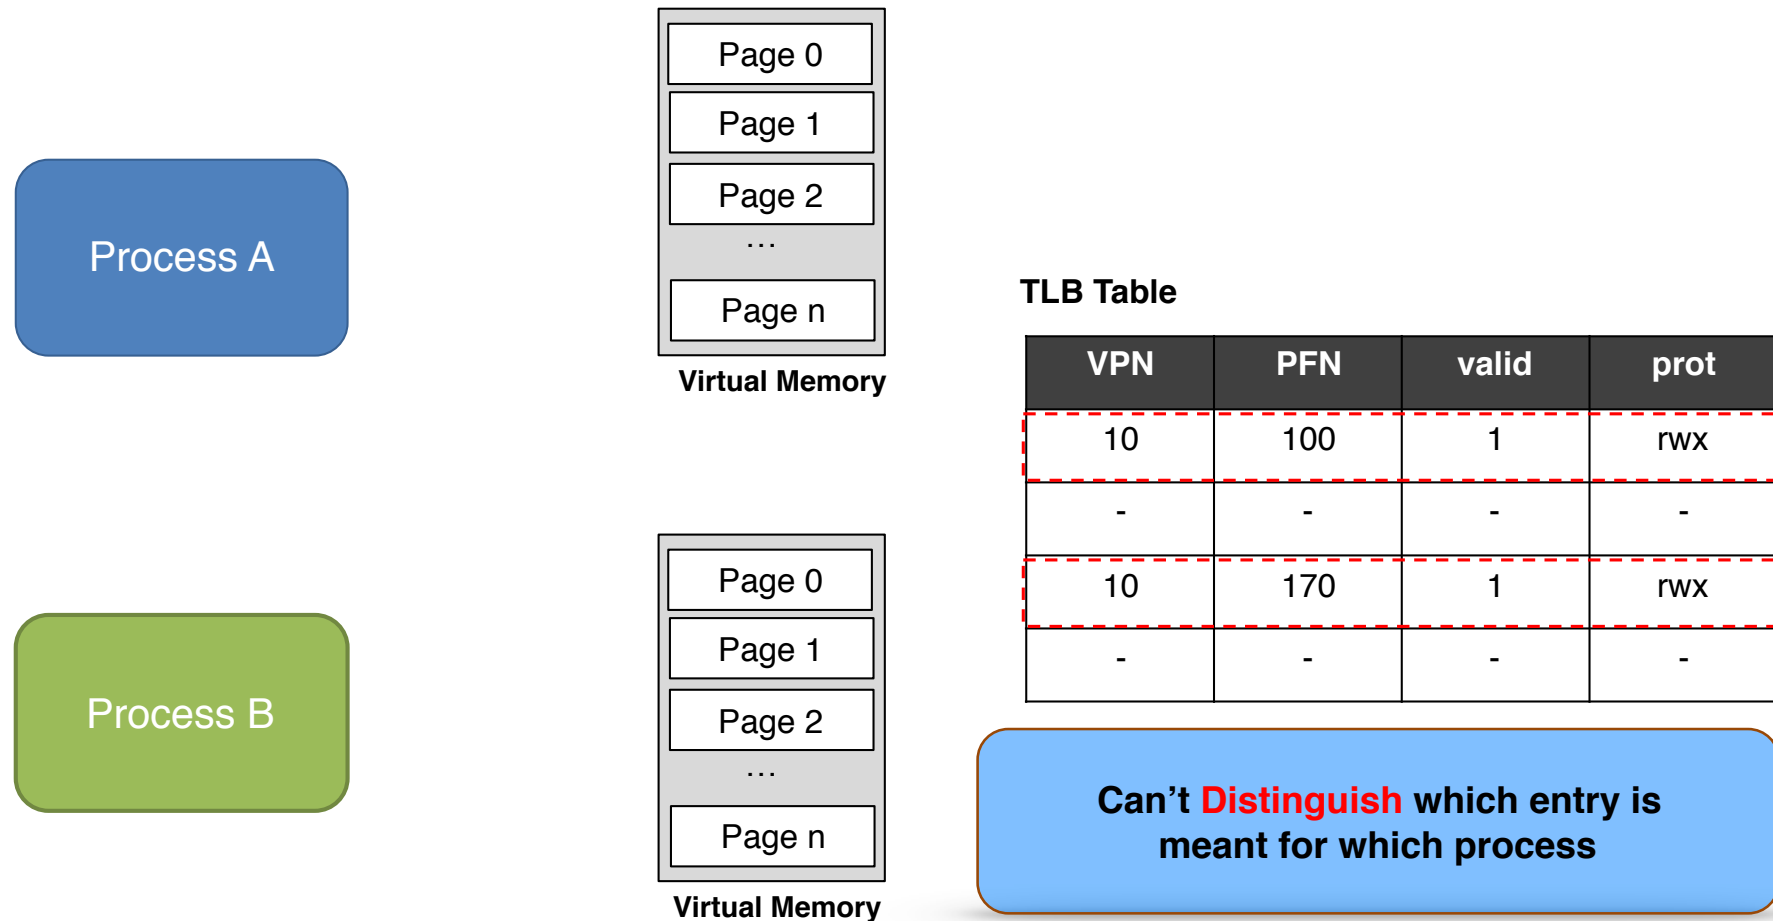 Process A
Page 0
Page 1
Page 2
...
Page n
Virtual Memory
Process B
Page 0
Page 1
Page 2
...
Page n
Virtual Memory
TLB Table
VPN PFN valid prot
10 100 1 rwx
- - - -
10 170 1 rwx
- - - -
Can’t Distinguish which entry is
meant for which process